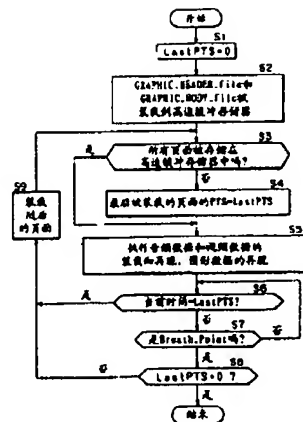 开始
S1
LastPTS=0
S2
GRAPHIC.HEADER.file和
GRAPHIC.BODY.file被
装载到高速缓冲存储器
S3
所有页面被存储在
高速缓冲存储器中吗?
是
否
S4
最后被装载的页面的PTS→LastPTS
S9
装载
随后
的页面
S5
执行音频数据和视频数据的
装载和再现,图形数据的再现
S6
当前时间=LastPTS?
是
否
S7
是Breath.Point吗?
否
是
S8
LastPTS=0 ?
否
是
结束